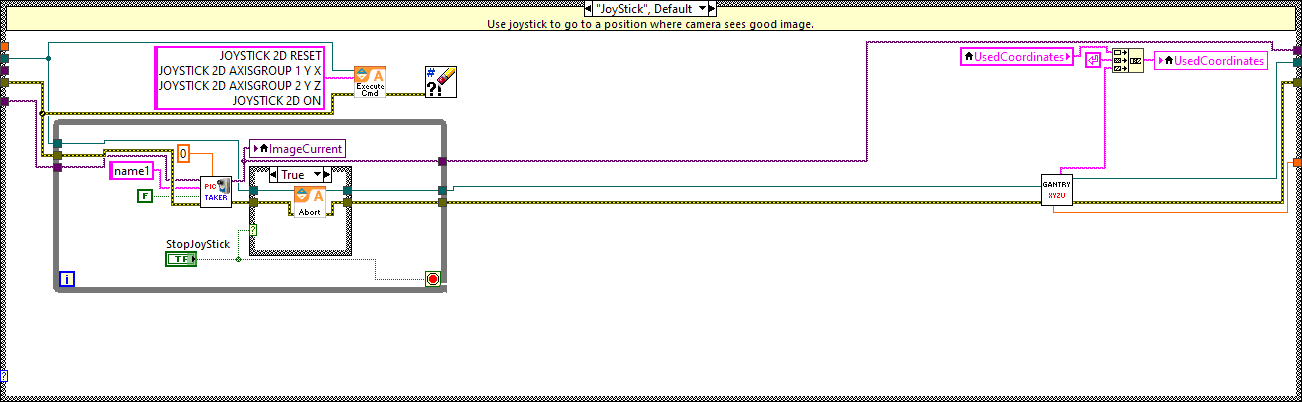 "JoyStick", Default
Use joystick to go to a position where camera sees good image.
JOYSTICK 2D RESET
JOYSTICK 2D AXISGROUP 1 Y X
JOYSTICK 2D AXISGROUP 2 Y Z
JOYSTICK 2D ON
A
Execute
Cmd
#
?!
UsedCoordinates
UsedCoordinates
0
ImageCurrent
name1
True
PIC
TAKER
F
A
Abort
GANTRY
XYZU
?
StopJoyStick
TF
i
?